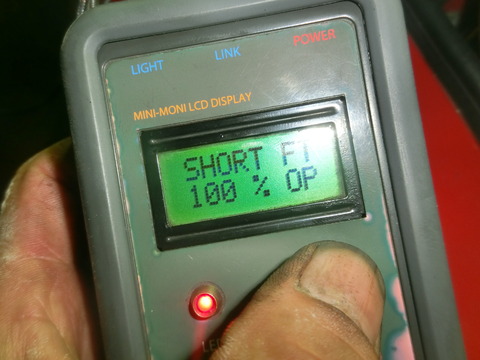 LIGHT LINK POWER
MINI-MONI LCD DISPLAY
SHORT FT
100 % OP